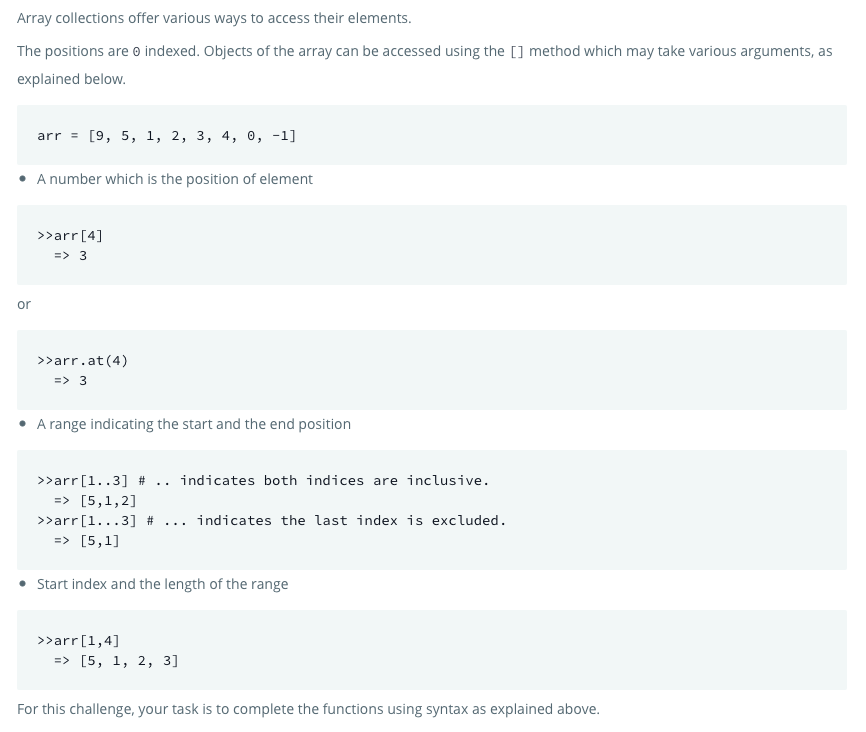 Array collections offer various ways to access their elements.
The positions are 0 indexed. Objects of the array can be accessed using the [] method which may take various arguments, as
explained below.
arr = [9, 5, 1, 2, 3, 4, 0, -1]
• A number which is the position of element
>>arr[4]
  => 3
or
>>arr.at(4)
  => 3
• A range indicating the start and the end position
>>arr[1..3] # .. indicates both indices are inclusive.
  => [5,1,2]
>>arr[1...3] # ... indicates the last index is excluded.
  => [5,1]
• Start index and the length of the range
>>arr[1,4]
  => [5, 1, 2, 3]
For this challenge, your task is to complete the functions using syntax as explained above.